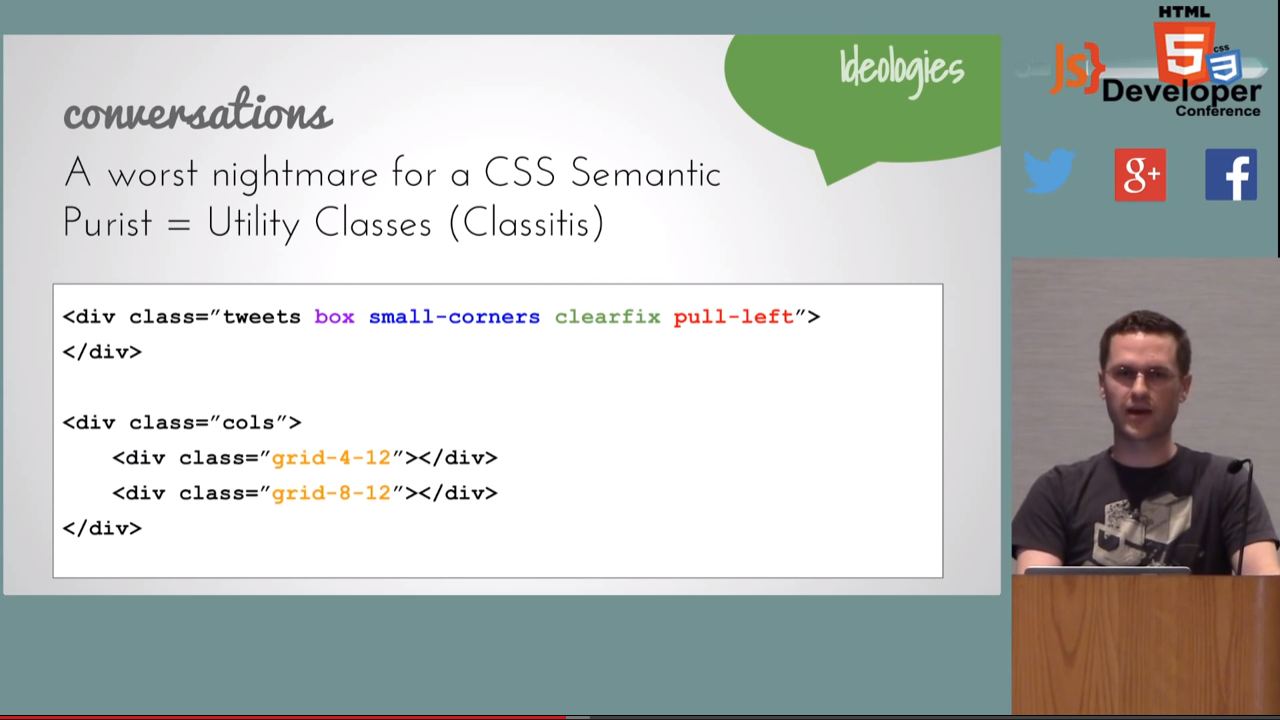 Ideologies
conversations
A worst nightmare for a CSS Semantic
Purist = Utility Classes (Classitis)
<div class=”tweets box small-corners clearfix pull-left”>
</div>
<div class=”cols”>
<div class=”grid-4-12”></div>
<div class=”grid-8-12”></div>
</div>
HTML
JS} 5 CSS 3
Developer
Conference
g+
f